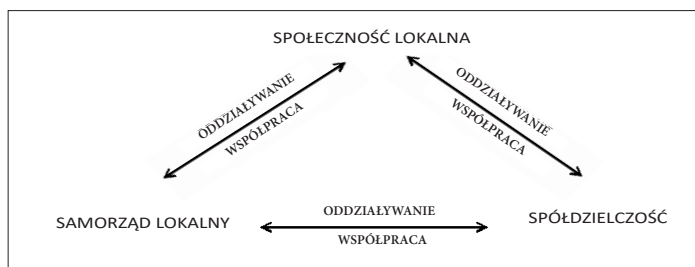 SPOŁECZNOŚĆ LOKALNA
ODDZIAŁYWANIE
WSPÓŁPRACA
ODDZIAŁYWANIE
WSPÓŁPRACA
SAMORZĄD LOKALNY
ODDZIAŁYWANIE
WSPÓŁPRACA
SPÓŁDZIELCZOŚĆ